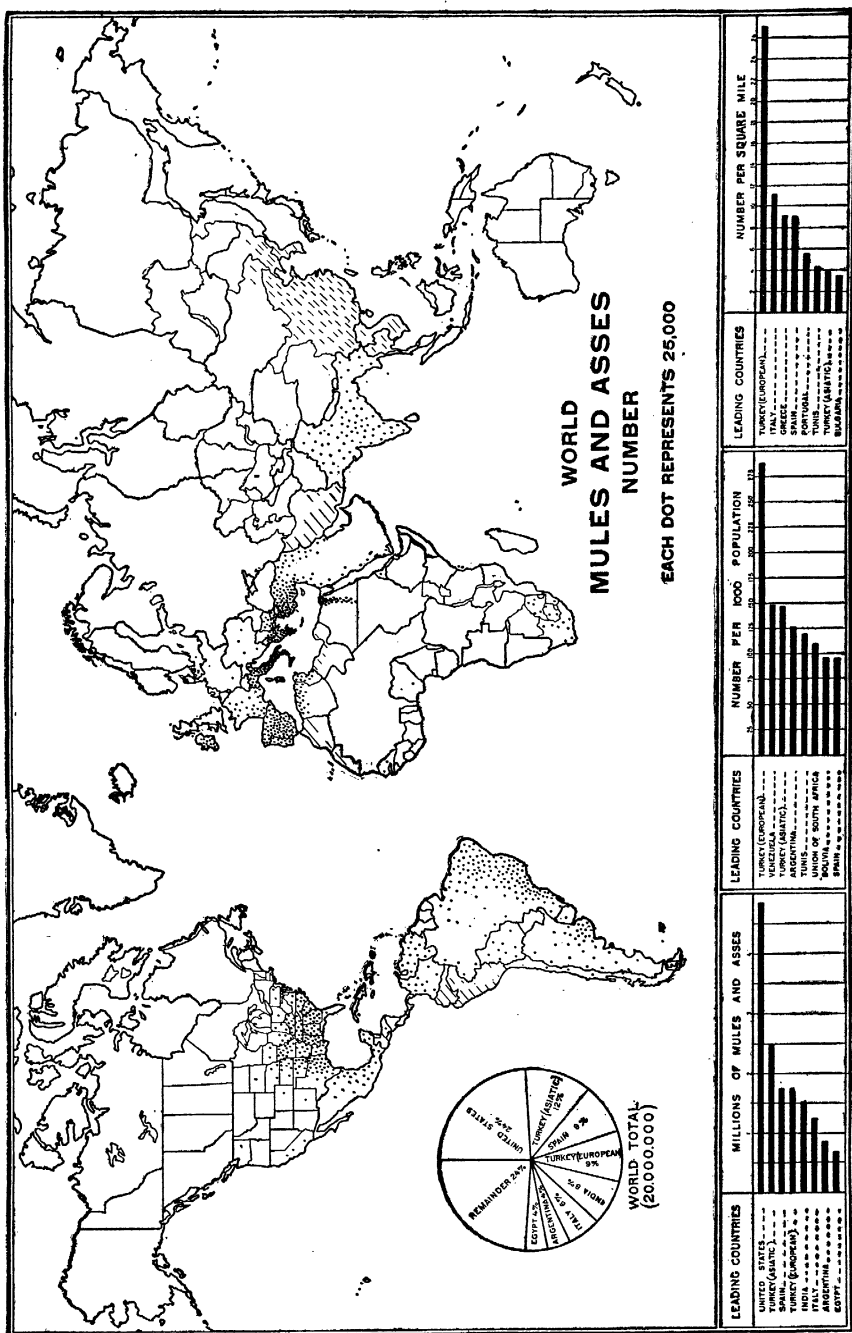 WORLD
MULES AND ASSES
NUMBER
EACH DOT REPRESENTS 25,000
UNITED STATES 24%
TURKEY (ASIATIC) 12%
SPAIN 9%
TURKEY (EUROPEAN) 9%
INDIA 8%
ITALY 6%
ARGENTINA 4%
EGYPT 4%
REMAINDER 24%
WORLD TOTAL
(20,000,000)
LEADING COUNTRIES
MILLIONS OF MULES AND ASSES
UNITED STATES
TURKEY (ASIATIC)
SPAIN
TURKEY (EUROPEAN)
INDIA
ITALY
ARGENTINA
EGYPT
LEADING COUNTRIES
NUMBER PER 1000 POPULATION
25 50 75 100 125 150 175 200 225 250 275
TURKEY (EUROPEAN)
VENEZUELA
TURKEY (ASIATIC)
ARGENTINA
TUNIS
UNION OF SOUTH AFRICA
BOLIVIA
SPAIN
LEADING COUNTRIES
NUMBER PER SQUARE MILE
TURKEY (EUROPEAN)
ITALY
GREECE
SPAIN
PORTUGAL
TUNIS
TURKEY (ASIATIC)
BULGARIA